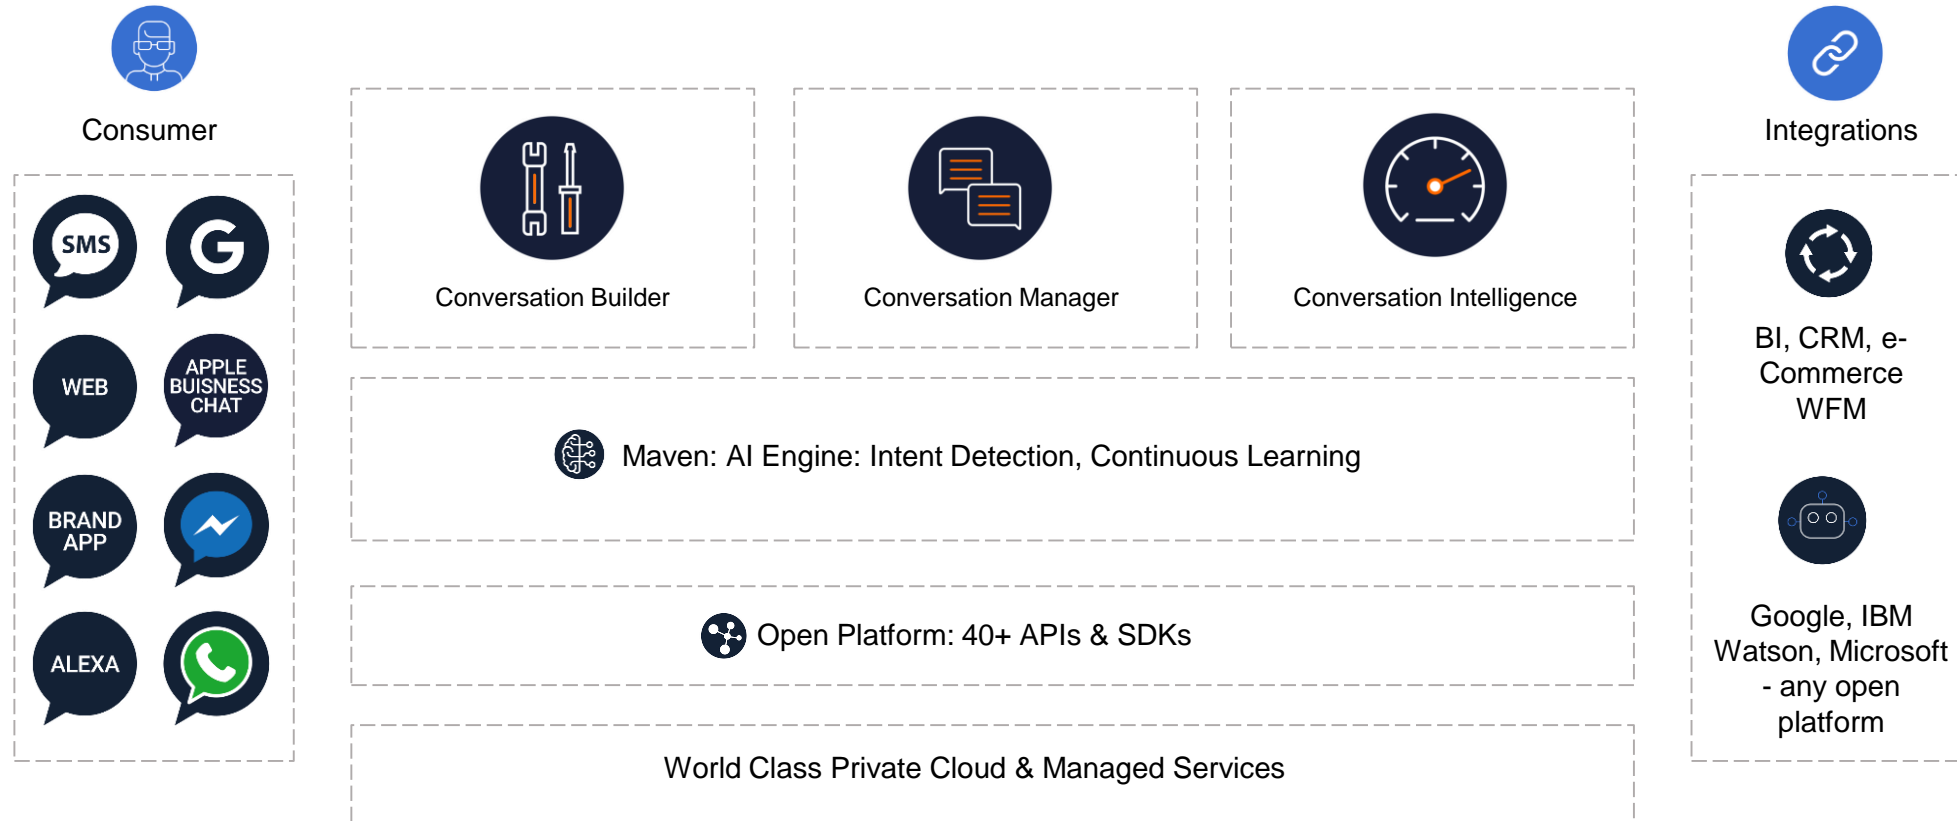 Consumer
SMS
G
WEB
APPLE
BUISNESS
CHAT
BRAND
APP
ALEXA
Conversation Builder
Conversation Manager
Conversation Intelligence
Maven: AI Engine: Intent Detection, Continuous Learning
Open Platform: 40+ APIs & SDKs
World Class Private Cloud & Managed Services
Integrations
BI, CRM, e-
Commerce
WFM
Google, IBM
Watson, Microsoft
- any open
platform